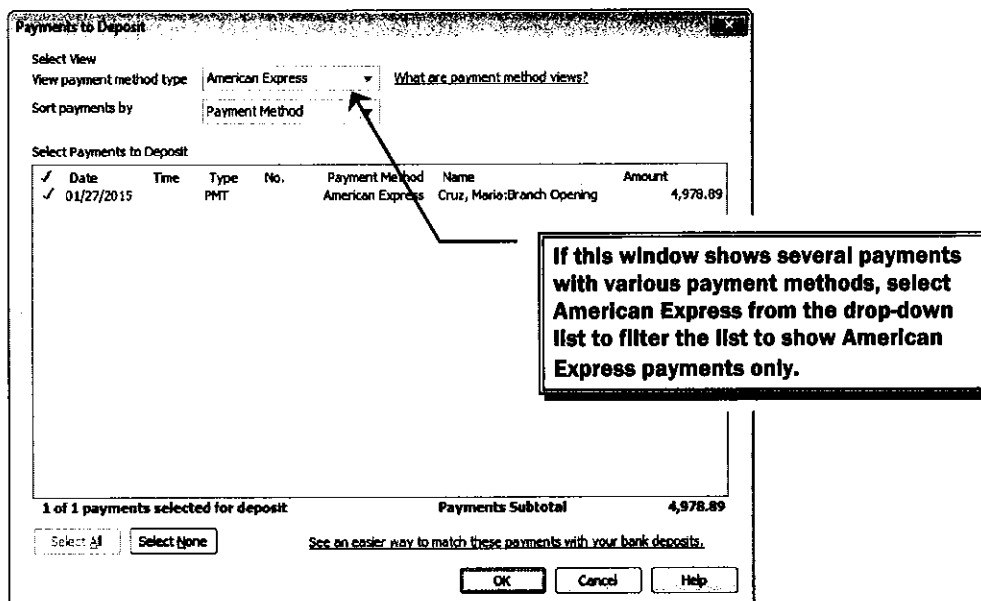 Payments to Deposit
Select View
View payment method type American Express What are payment method views?
Sort payments by Payment Method
Select Payments to Deposit
✓ Date Time Type No. Payment Method Name Amount
✓ 01/27/2015 PMT American Express Cruz, Maria:Branch Opening 4,978.89
If this window shows several payments
with various payment methods, select
American Express from the drop-down
list to filter the list to show American
Express payments only.
1 of 1 payments selected for deposit Payments Subtotal 4,978.89
Select All Select None See an easier way to match these payments with your bank deposits.
OK Cancel Help